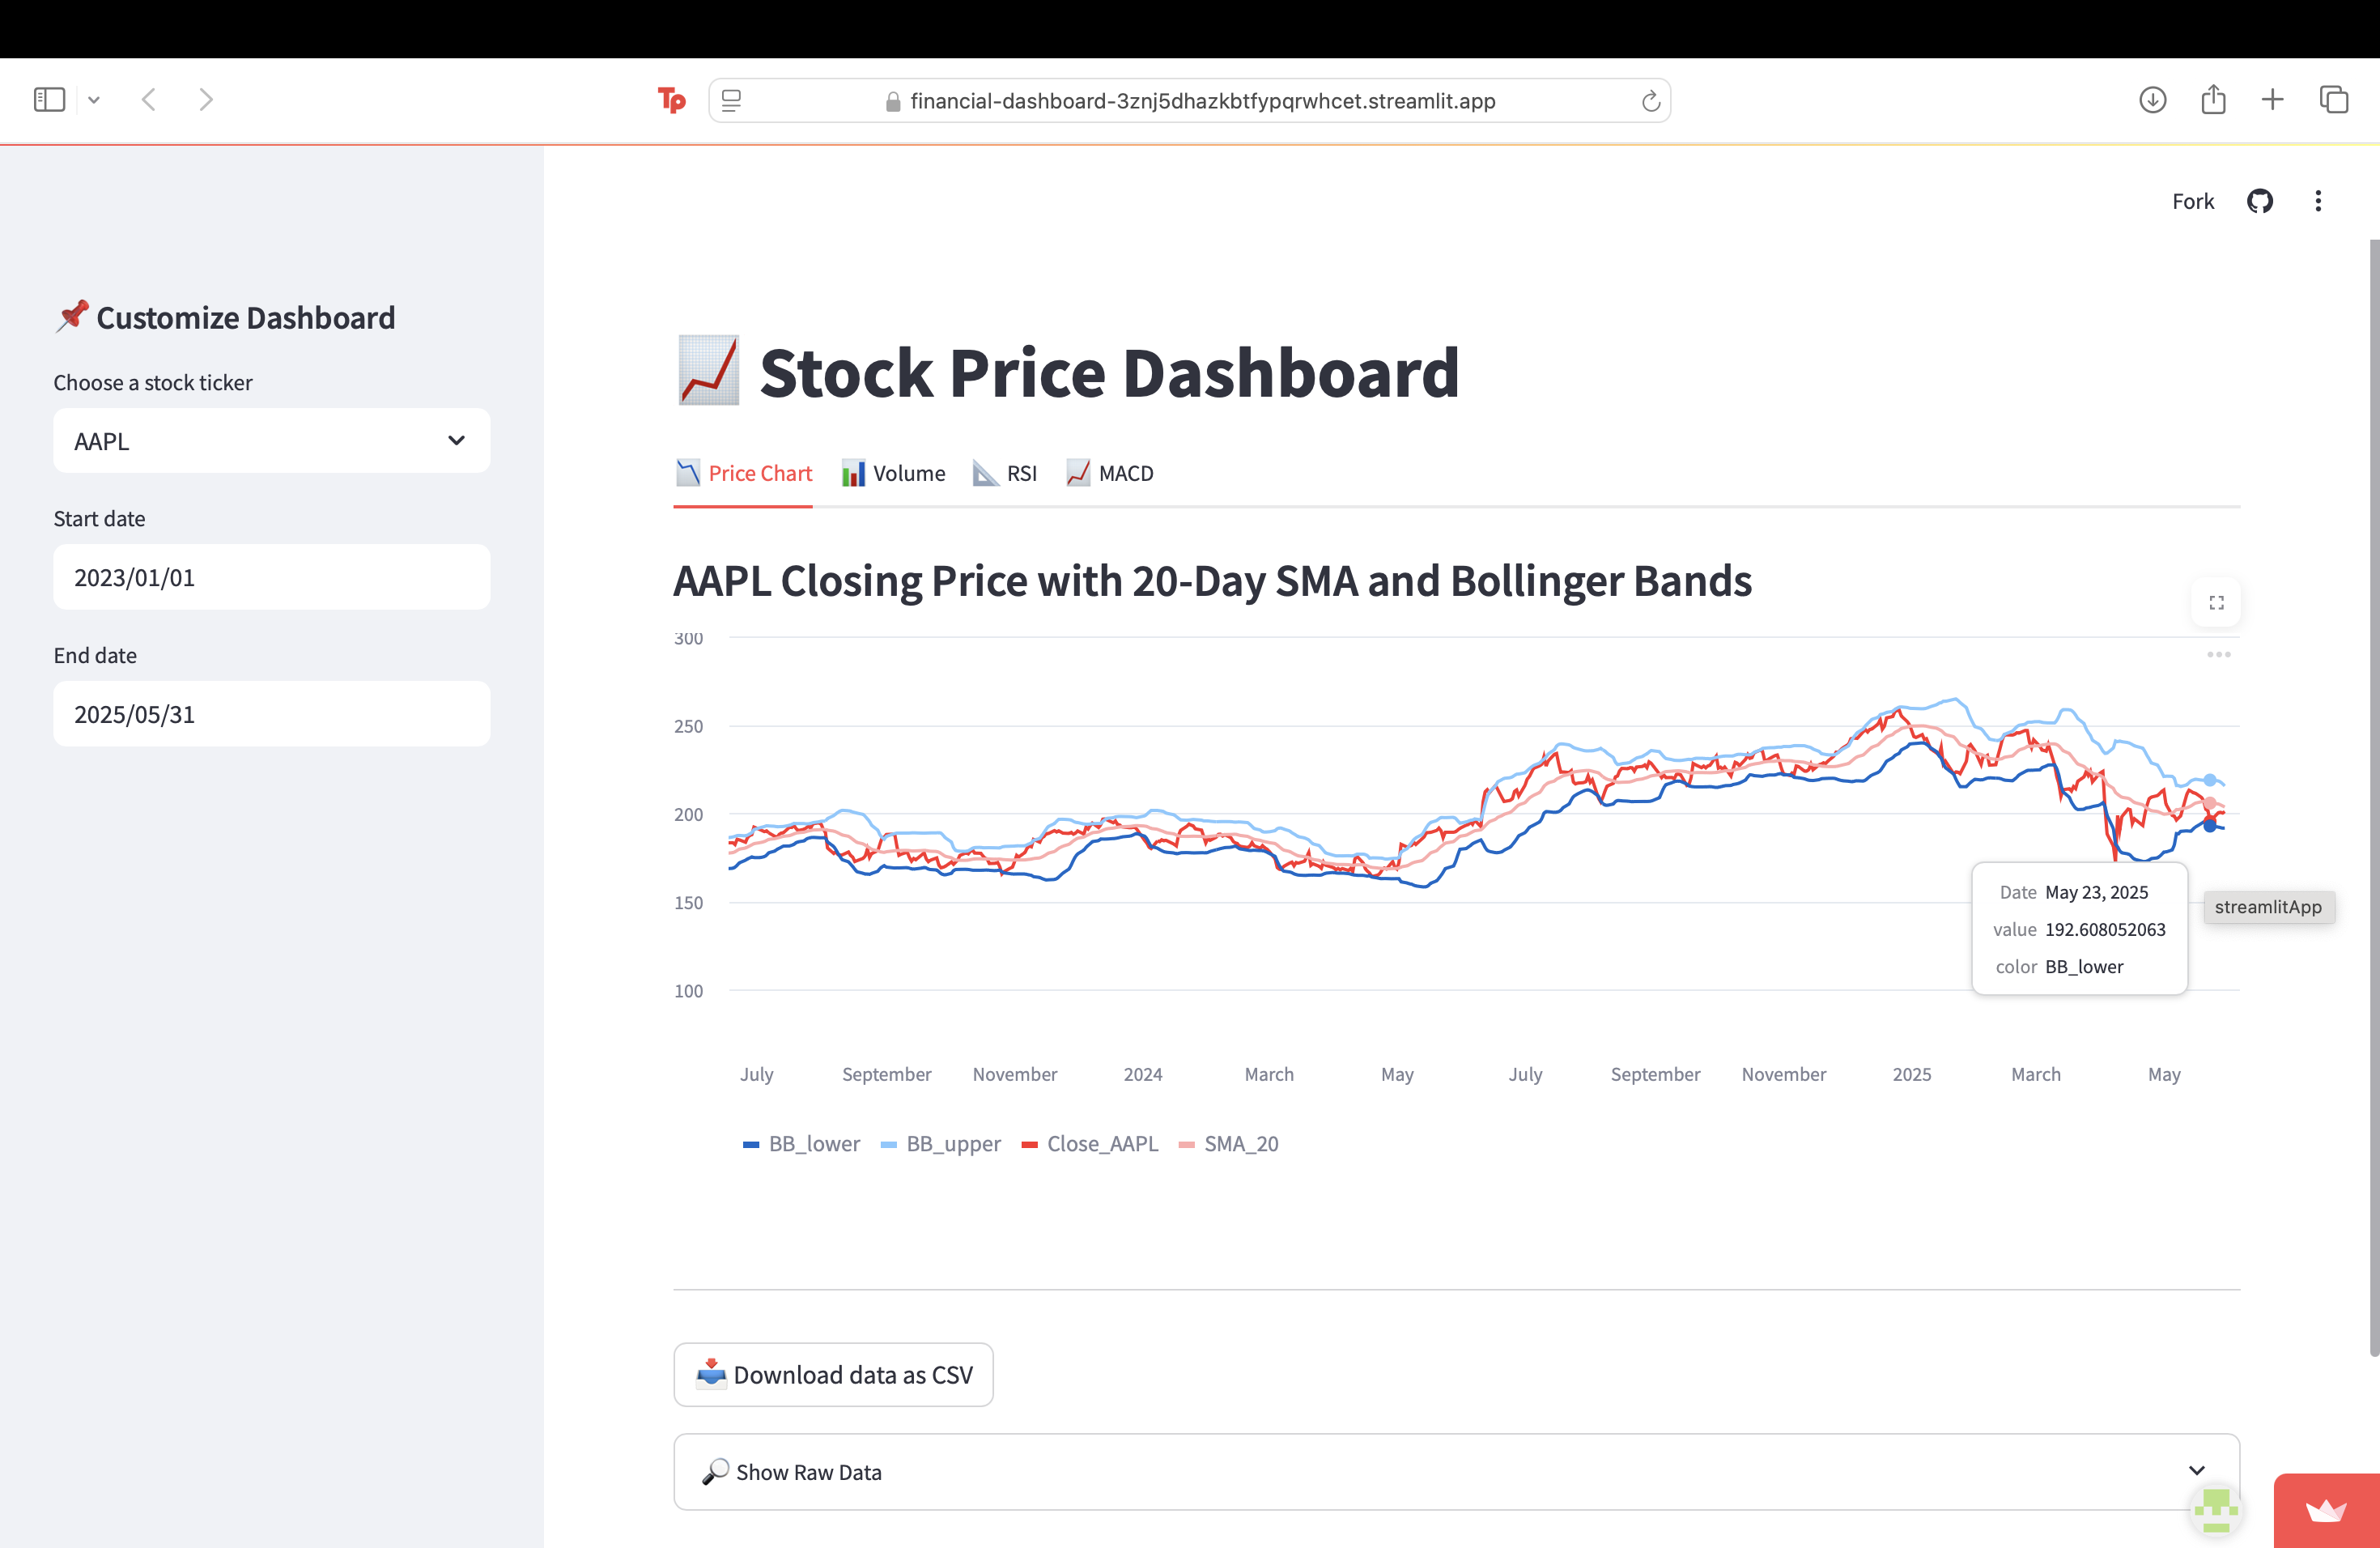 Tp
financial-dashboard-3znj5dhazkbtfypqrwhcet.streamlit.app
Fork
Customize Dashboard
Choose a stock ticker
AAPL
Start date
2023/01/01
End date
2025/05/31
Stock Price Dashboard
Price Chart Volume RSI MACD
AAPL Closing Price with 20-Day SMA and Bollinger Bands
300
250
200
150
100
Date May 23, 2025
value 192.608052063
color BB_lower
streamlitApp
July September November 2024 March May July September November 2025 March May
BB_lower BB_upper Close_AAPL SMA_20
Download data as CSV
Show Raw Data